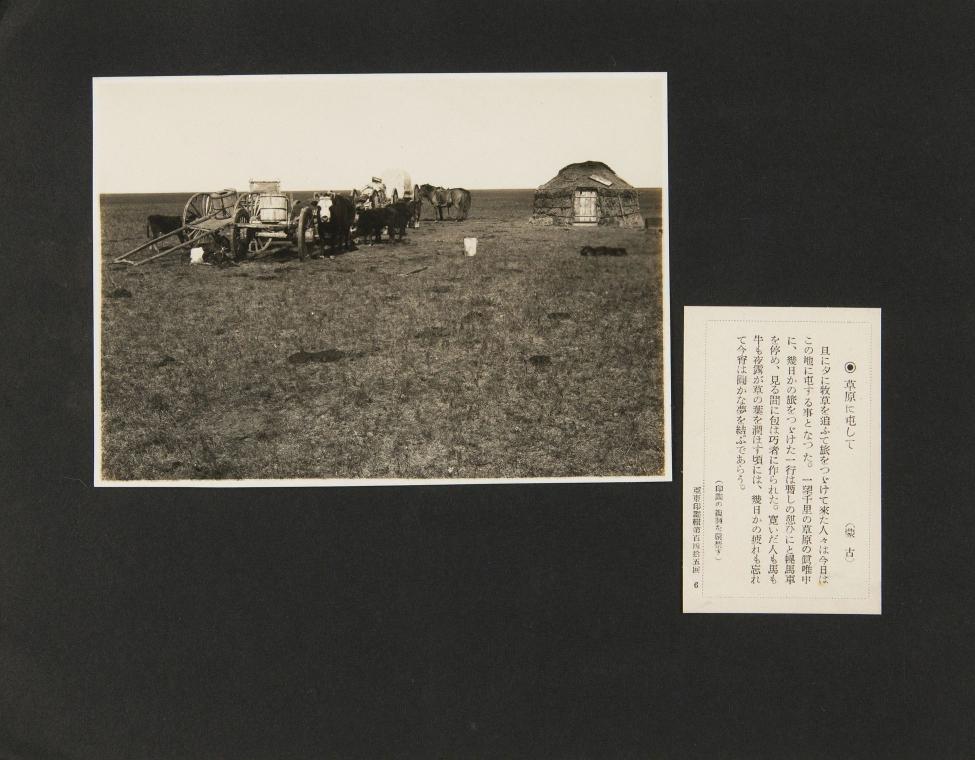 ◉ 草原に屯して
(蒙古)
旦に夕に牧草を追ふて旅をつゞけて來た人々は今日は
この地に屯する事となつた。一望千里の草原の眞唯中
に、幾日かの旅をつゞけた一行は暫しの憩ひにと幌馬車
を停め、見る間に包は巧者に作られた。寛いだ人も馬も
牛も夜露が草の葉を潤ほす頃には、幾日かの疲れも忘れ
て今宵は圓かな夢を結ぶであらう。
(印畫の複製を嚴禁す)
亞東印畫輯第百四拾五回 6